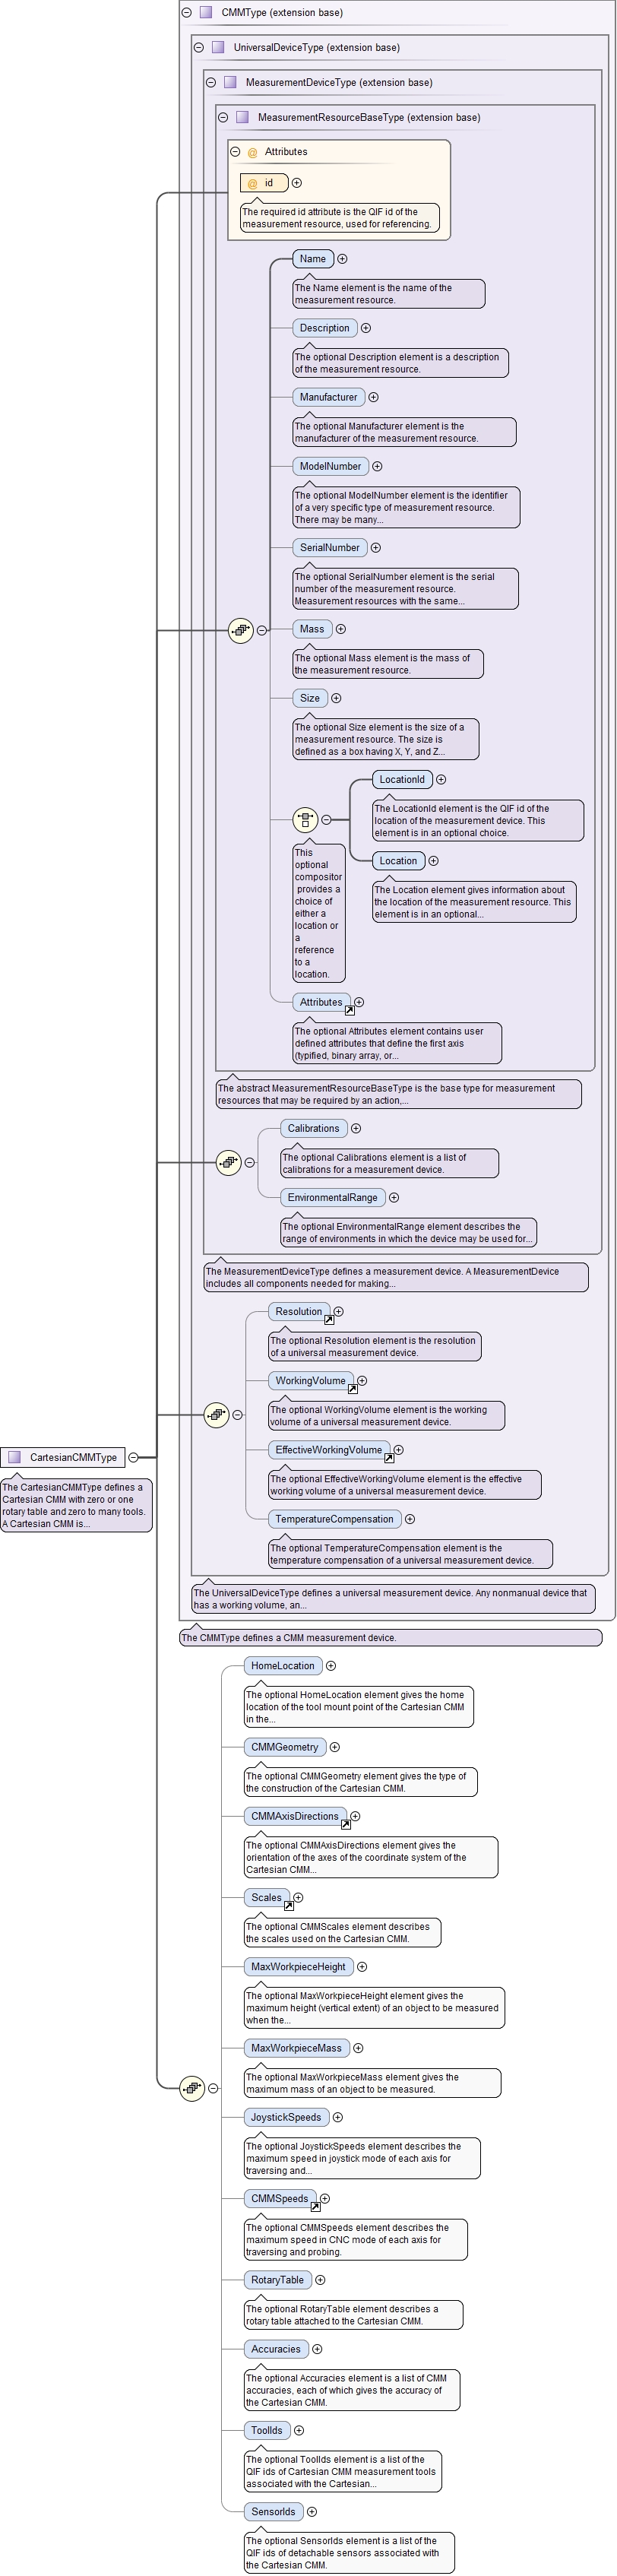 CMMType (extension base)
UniversalDeviceType (extension base)
MeasurementDeviceType (extension base)
MeasurementResourceBaseType (extension base)
@ Attributes
@ id
The required id attribute is the QIF id of the
measurement resource, used for referencing.
Name
The Name element is the name of the
measurement resource.
Description
The optional Description element is a description
of the measurement resource.
Manufacturer
The optional Manufacturer element is the
manufacturer of the measurement resource.
ModelNumber
The optional ModelNumber element is the identifier
of a very specific type of measurement resource.
There may be many...
SerialNumber
The optional SerialNumber element is the serial
number of the measurement resource.
Measurement resources with the same...
Mass
The optional Mass element is the mass of
the measurement resource.
Size
The optional Size element is the size of a
measurement resource. The size is
defined as a box having X, Y, and Z...
LocationId
The LocationId element is the QIF id of the
location of the measurement device. This
element is in an optional choice.
Location
The Location element gives information about
the location of the measurement resource. This
element is in an optional...
This
optional
compositor
provides a
choice of
either a
location or
a
reference
to a
location.
Attributes
The optional Attributes element contains user
defined attributes that define the first axis
(typified, binary array, or...
The abstract MeasurementResourceBaseType is the base type for measurement
resources that may be required by an action,...
Calibrations
The optional Calibrations element is a list of
calibrations for a measurement device.
EnvironmentalRange
The optional EnvironmentalRange element describes the
range of environments in which the device may be used for...
The MeasurementDeviceType defines a measurement device. A MeasurementDevice
includes all components needed for making...
Resolution
The optional Resolution element is the resolution
of a universal measurement device.
WorkingVolume
The optional WorkingVolume element is the working
volume of a universal measurement device.
EffectiveWorkingVolume
The optional EffectiveWorkingVolume element is the effective
working volume of a universal measurement device.
TemperatureCompensation
The optional TemperatureCompensation element is the
temperature compensation of a universal measurement device.
CartesianCMMType
The CartesianCMMType defines a
Cartesian CMM with zero or one
rotary table and zero to many tools.
A Cartesian CMM is...
The UniversalDeviceType defines a universal measurement device. Any nonmanual device that
has a working volume, an...
The CMMType defines a CMM measurement device.
HomeLocation
The optional HomeLocation element gives the home
location of the tool mount point of the Cartesian CMM
in the...
CMMGeometry
The optional CMMGeometry element gives the type of
the construction of the Cartesian CMM.
CMMAxisDirections
The optional CMMAxisDirections element gives the
orientation of the axes of the coordinate system of the
Cartesian CMM...
Scales
The optional CMMScales element describes
the scales used on the Cartesian CMM.
MaxWorkpieceHeight
The optional MaxWorkpieceHeight element gives the
maximum height (vertical extent) of an object to be measured
when the...
MaxWorkpieceMass
The optional MaxWorkpieceMass element gives the
maximum mass of an object to be measured.
JoystickSpeeds
The optional JoystickSpeeds element describes the
maximum speed in joystick mode of each axis for
traversing and...
CMMSpeeds
The optional CMMSpeeds element describes the
maximum speed in CNC mode of each axis for
traversing and probing.
RotaryTable
The optional RotaryTable element describes a
rotary table attached to the Cartesian CMM.
Accuracies
The optional Accuracies element is a list of CMM
accuracies, each of which gives the accuracy of
the Cartesian CMM.
ToolIds
The optional ToolIds element is a list of the
QIF ids of Cartesian CMM measurement tools
associated with the Cartesian...
SensorIds
The optional SensorIds element is a list of the
QIF ids of detachable sensors associated with
the Cartesian CMM.